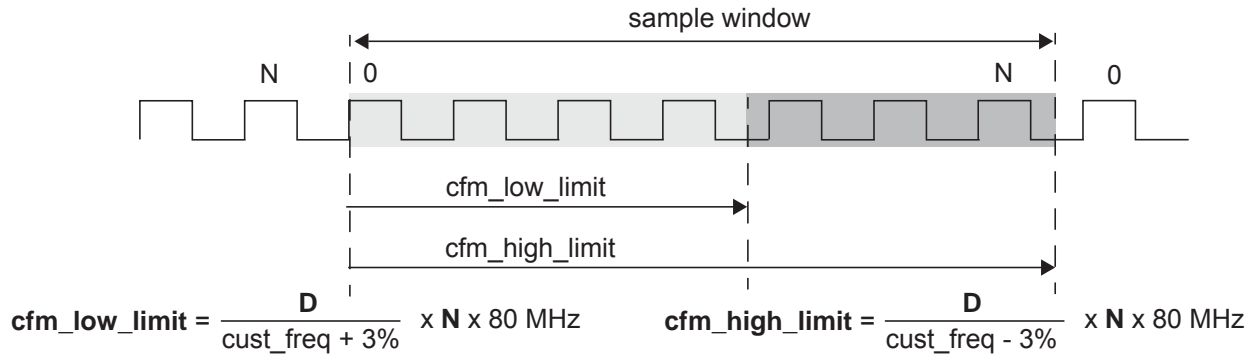 sample window
N 0 N 0
cfm_low_limit
cfm_high_limit
cfm_low_limit = D / cust_freq + 3% x N x 80 MHz
cfm_high_limit = D / cust_freq - 3% x N x 80 MHz